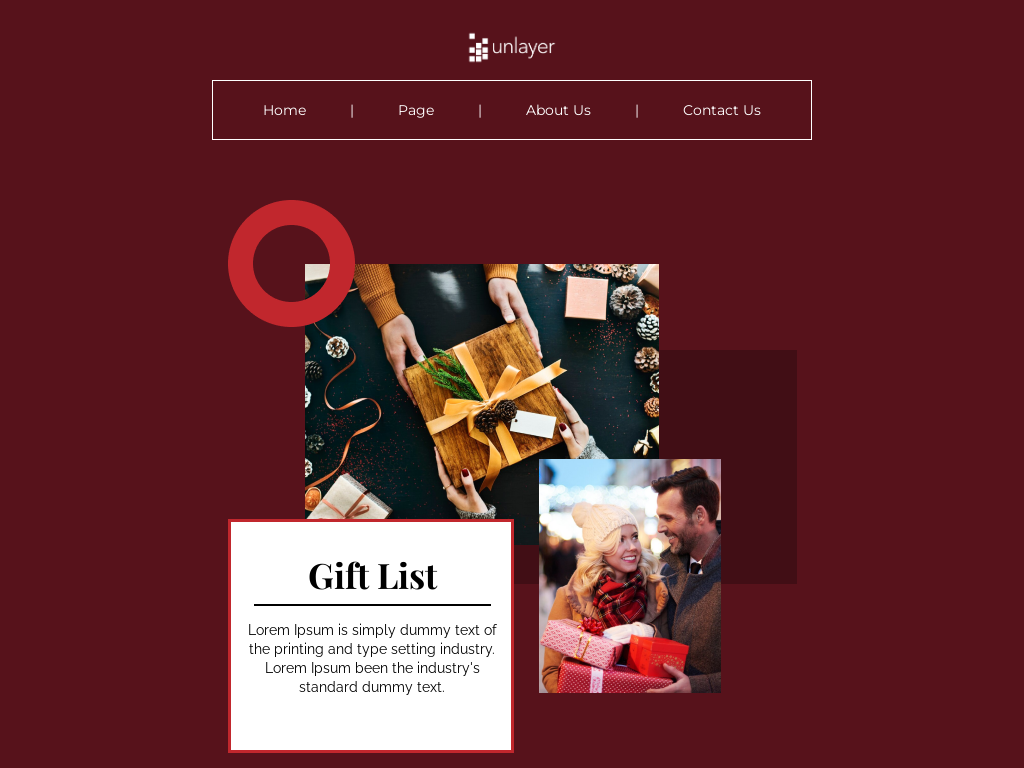 unlayer
Home | Page | About Us | Contact Us
Gift List
Lorem Ipsum is simply dummy text of
the printing and type setting industry.
Lorem Ipsum been the industry's
standard dummy text.